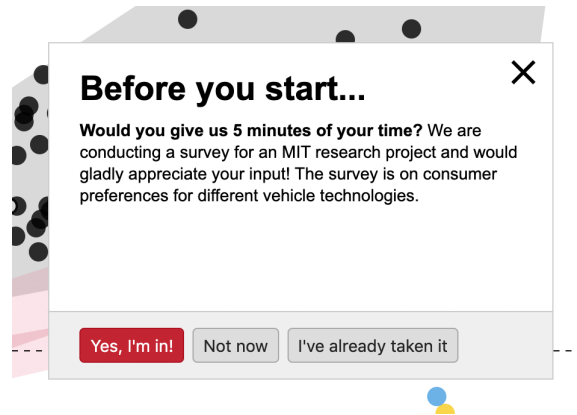 Before you start...
Would you give us 5 minutes of your time? We are
conducting a survey for an MIT research project and would
gladly appreciate your input! The survey is on consumer
preferences for different vehicle technologies.
Yes, I'm in! Not now I've already taken it